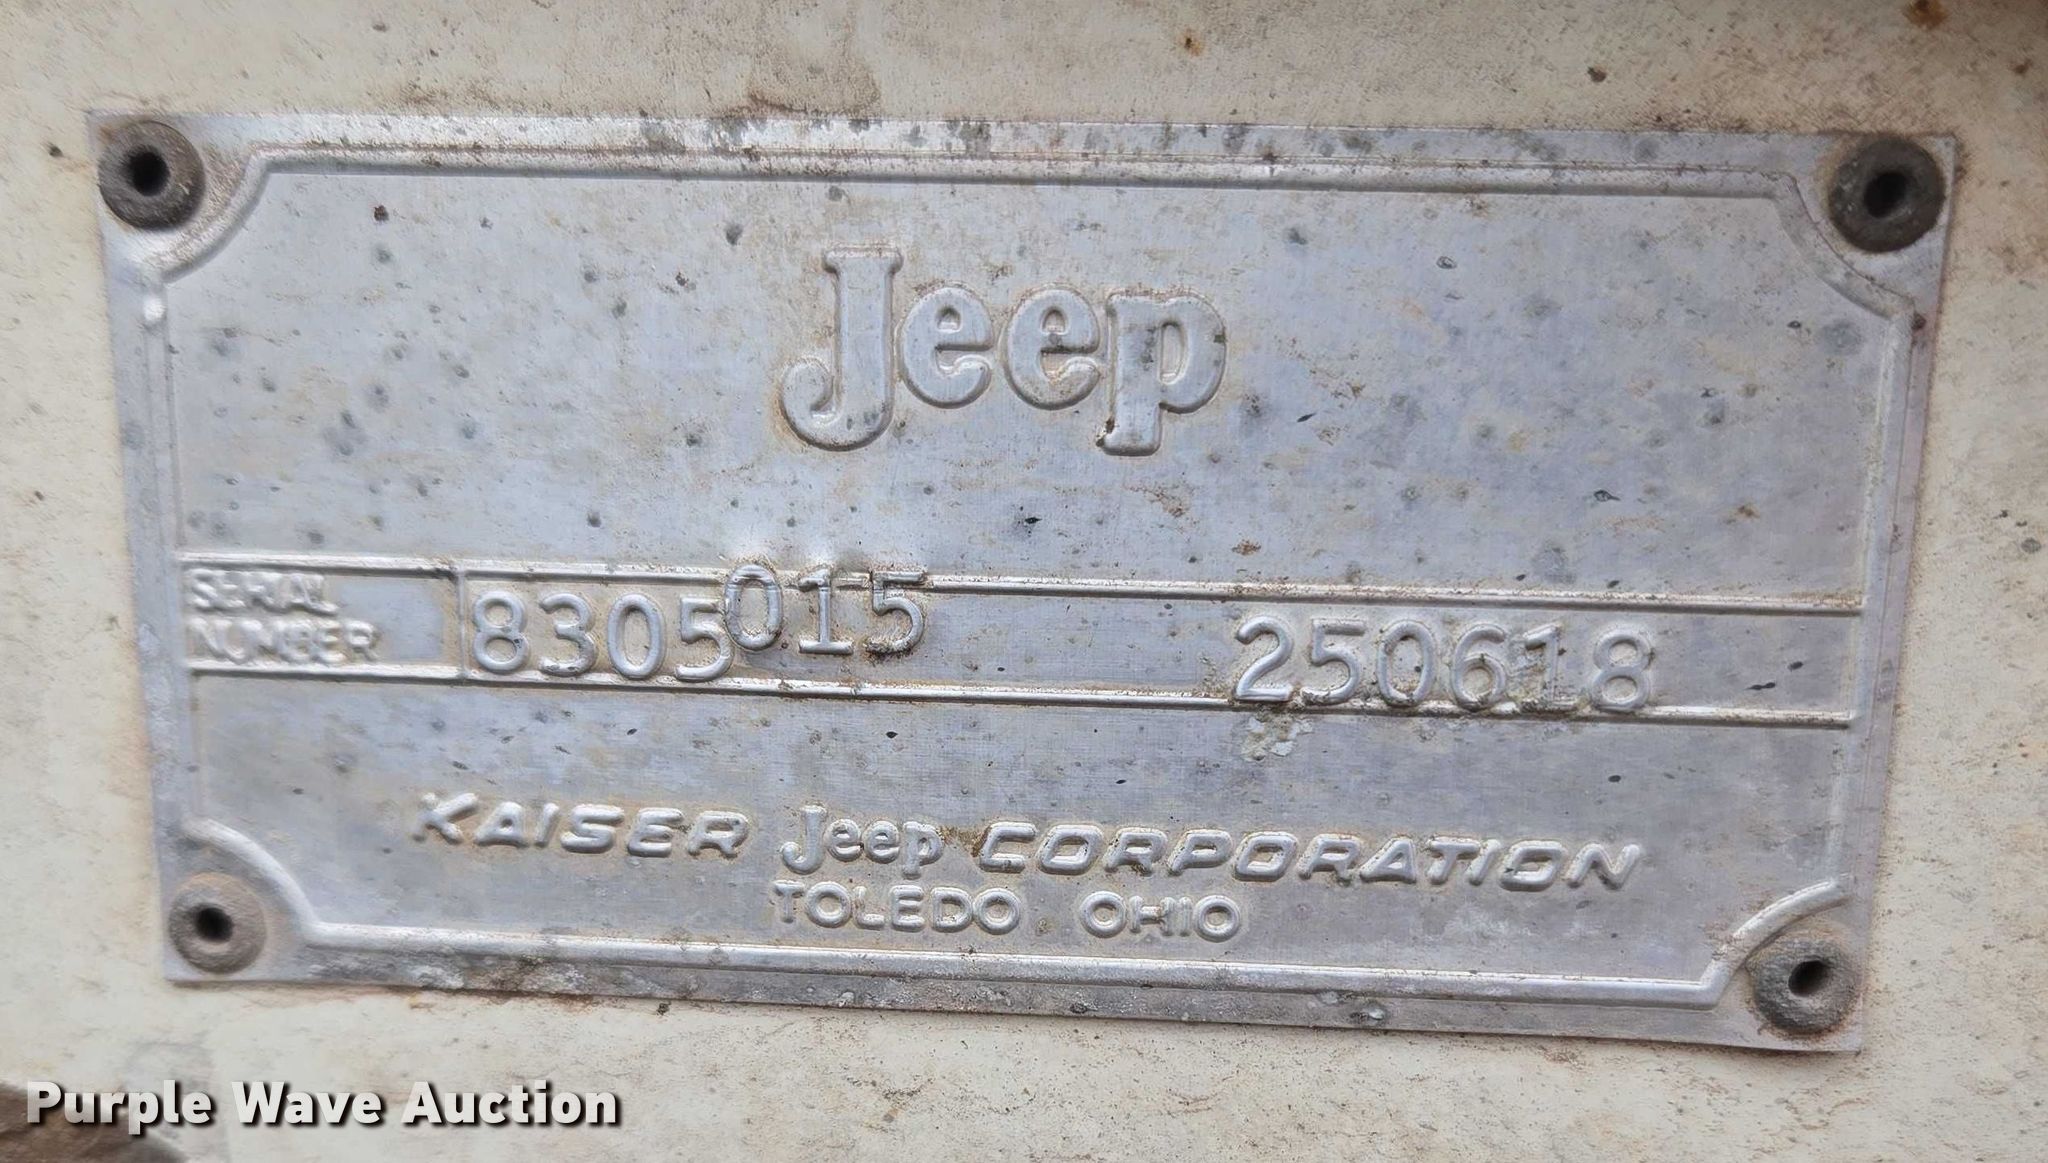 Jeep
SERIAL
NUMBER
8305015 250618
KAISER Jeep CORPORATION
TOLEDO OHIO
Purple Wave Auction